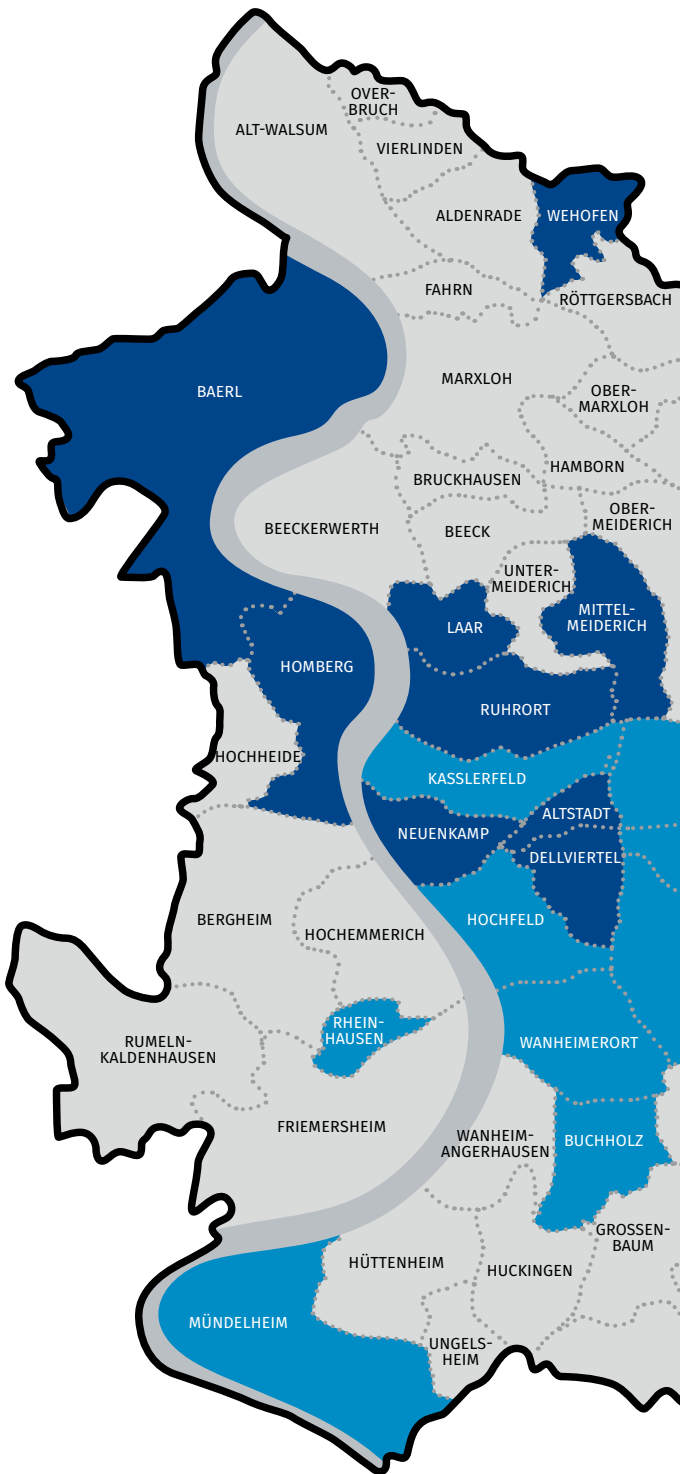 OVER-
BRUCH
ALT-WALSUM
VIERLINDEN
ALDENRADE
WEHOFEN
FAHRN
RÖTTGERSBACH
MARXLOH
BAERL
OBER-
MARXLOH
HAMBORN
BRUCKHAUSEN
OBER-
MEIDERICH
BEECKERWERTH
BEECK
UNTER-
MEIDERICH
MITTEL-
MEIDERICH
LAAR
HOMBERG
RUHRORT
HOCHHEIDE
KASSLERFELD
ALTSTADT
NEUENKAMP
DELLVIERTEL
BERGHEIM
HOCHFELD
HOCHEMMERICH
RHEIN-
HAUSEN
RUMELN-
KALDENHAUSEN
WANHEIMERORT
FRIEMERSHEIM
WANHEIM-
ANGERHAUSEN
BUCHHOLZ
GROSSEN-
BAUM
HÜTTENHEIM
HUCKINGEN
MÜNDELHEIM
UNGELS-
HEIM